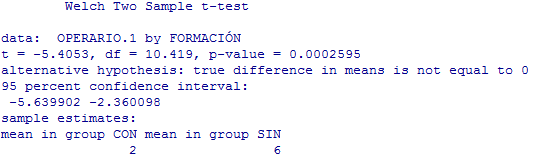 Welch Two Sample t-test
data:  OPERARIO.1 by FORMACIÓN
t = -5.4053, df = 10.419, p-value = 0.0002595
alternative hypothesis: true difference in means is not equal to 0
95 percent confidence interval:
-5.639902 -2.360098
sample estimates:
mean in group CON mean in group SIN
2                 6